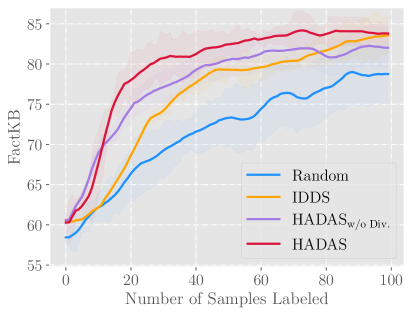 FactKB
85
80
75
70
65
60
55
0 20 40 60 80 100
Number of Samples Labeled
Random
IDDS
HADAS w/o Div.
HADAS